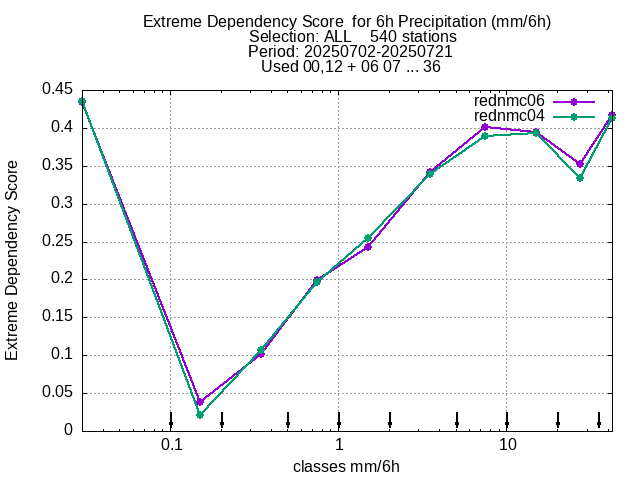 Extreme Dependency Score  for 6h Precipitation (mm/6h)
Selection: ALL    540 stations
Period: 20250702-20250721
Used 00,12 + 06 07 ... 36
rednmc06
rednmc04
0.45
0.4
0.35
0.3
0.25
0.2
0.15
0.1
0.05
0
Extreme Dependency Score
0.1 1 10
classes mm/6h